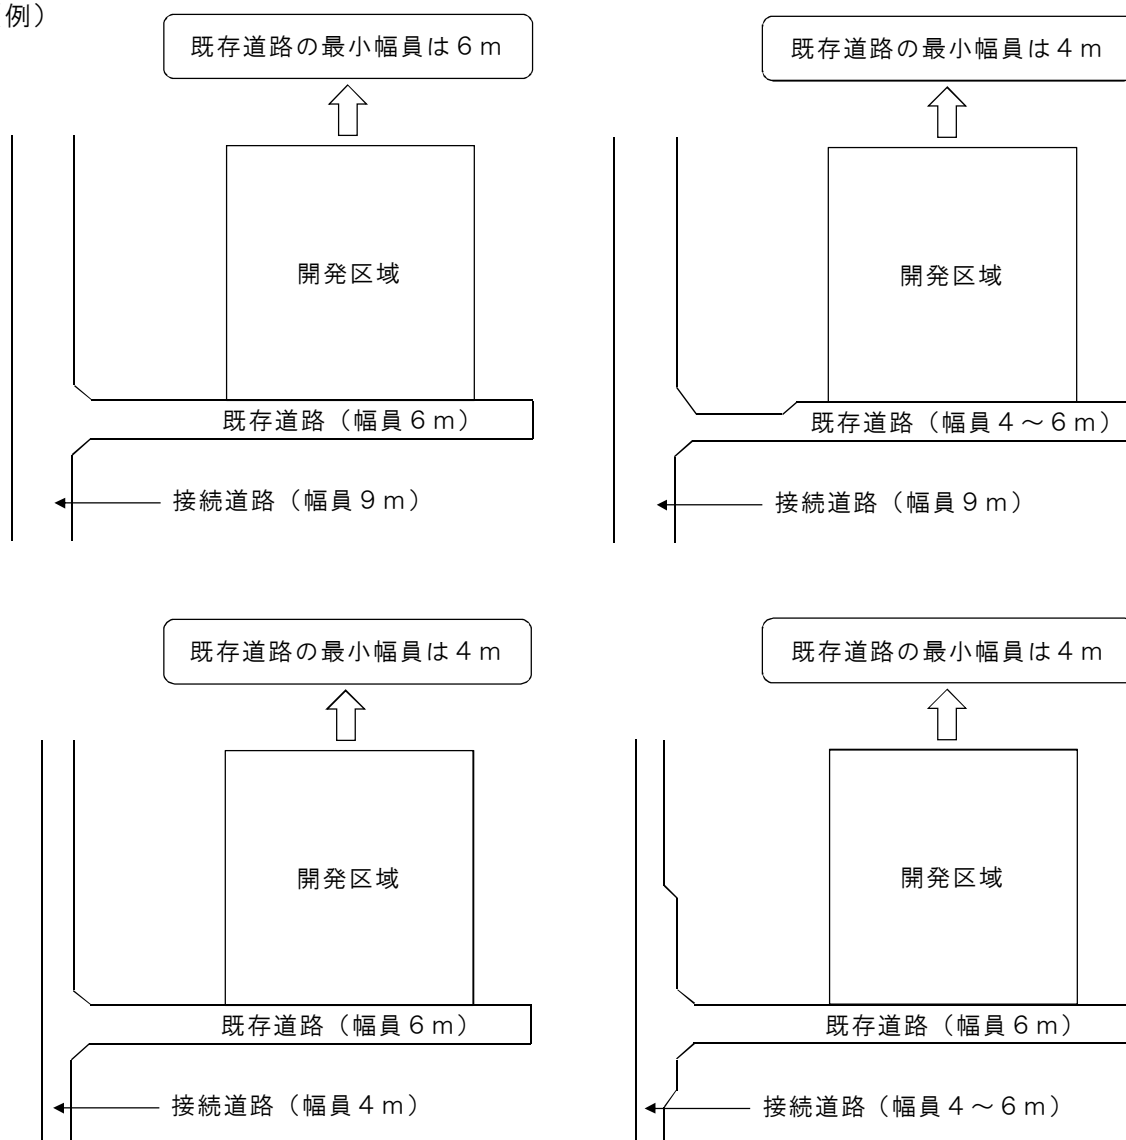 例）
既存道路の最小幅員は６ｍ
開発区域
既存道路（幅員６ｍ）
接続道路（幅員９ｍ）
既存道路の最小幅員は４ｍ
開発区域
既存道路（幅員４～６ｍ）
接続道路（幅員９ｍ）
既存道路の最小幅員は４ｍ
開発区域
既存道路（幅員６ｍ）
接続道路（幅員４ｍ）
既存道路の最小幅員は４ｍ
開発区域
既存道路（幅員６ｍ）
接続道路（幅員４～６ｍ）